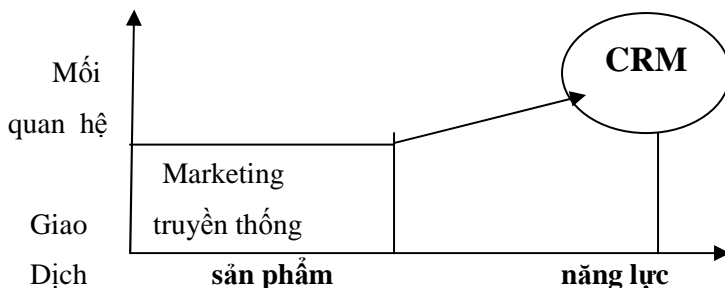 CRM
Mối
quan hệ
Marketing
truyền thống
Giao
Dịch
sản phẩm
năng lực